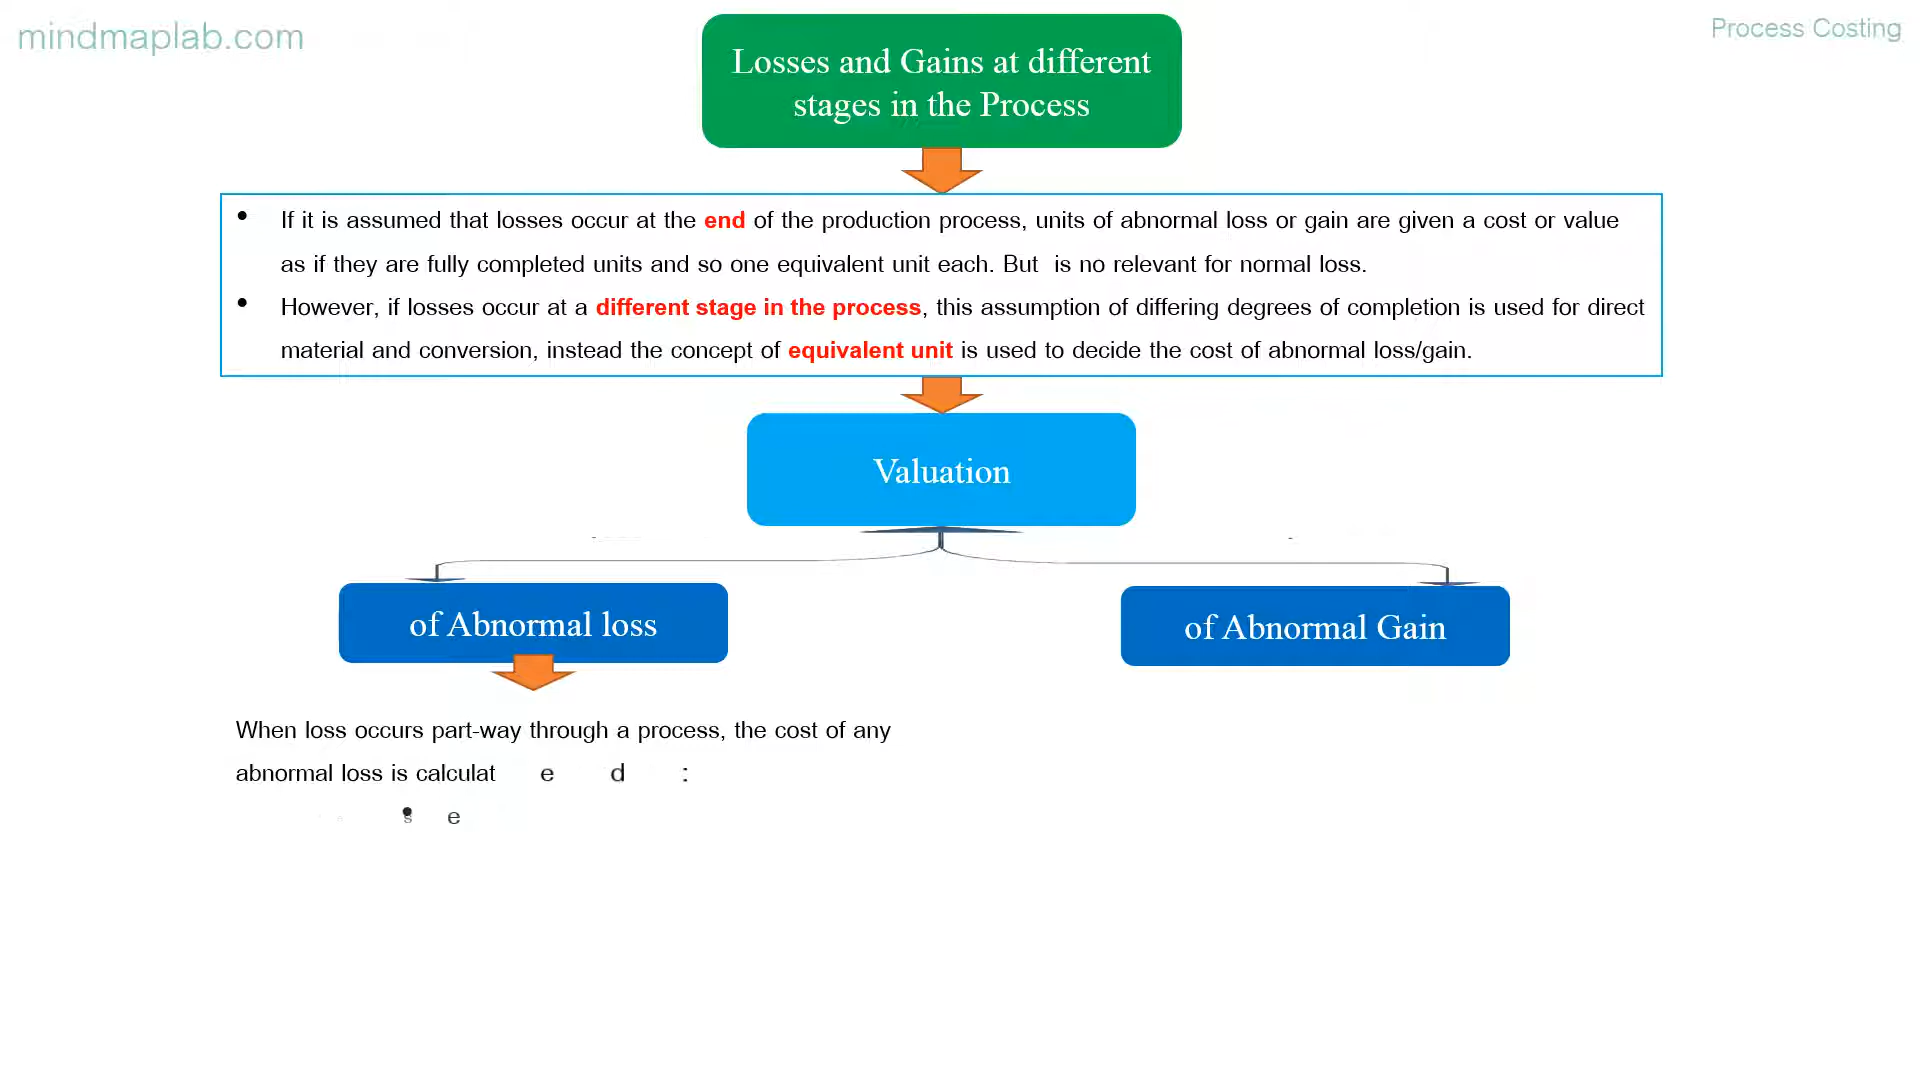 mindmaplab.com
Process Costing
Losses and Gains at different
stages in the Process
• If it is assumed that losses occur at the end of the production process, units of abnormal loss or gain are given a cost or value
as if they are fully completed units and so one equivalent unit each. But is no relevant for normal loss.
• However, if losses occur at a different stage in the process, this assumption of differing degrees of completion is used for direct
material and conversion, instead the concept of equivalent unit is used to decide the cost of abnormal loss/gain.
Valuation
of Abnormal loss
of Abnormal Gain
When loss occurs part-way through a process, the cost of any
abnormal loss is calculat e d :
• s e